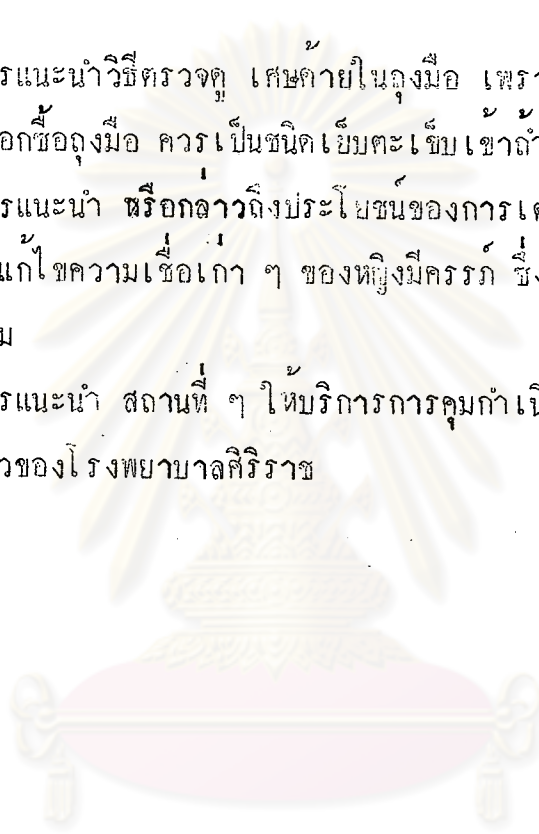 รแนะนำวิธีตรวจดู เศษด้ายในถุงมือ เพรา
อกซื้อถุงมือ ควรเป็นชนิดเย็บตะเข็บเข้าถ้ำ
รแนะนำ หรือกล่าวถึงประโยชน์ของการเด
แก้ไขความเชื่อเก่า ๆ ของหญิงมีครรภ์ ซึ่ง
ม
รแนะนำ สถานที่ ๆ ให้บริการการคุมกำเนิ
วของโรงพยาบาลศิริราช